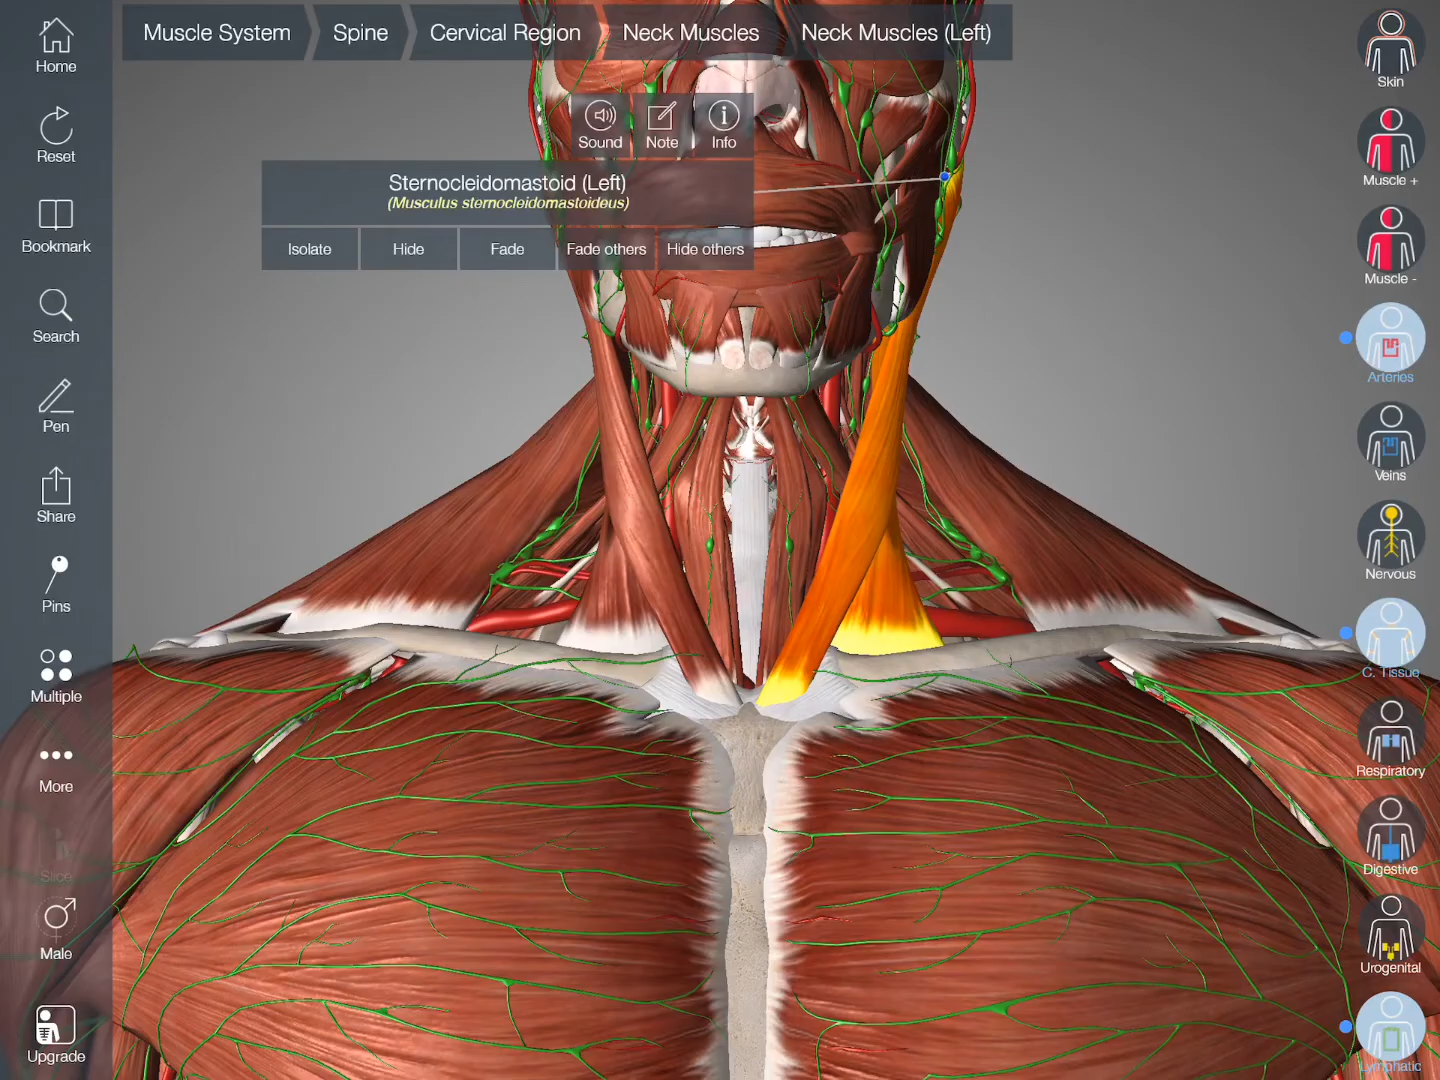 Muscle System
Spine
Cervical Region
Neck Muscles
Neck Muscles (Left)
Home
Reset
Bookmark
Search
Pen
Share
Pins
Multiple
More
Slice
Male
Upgrade
Sound
Note
Info
Sternocleidomastoid (Left)
(Musculus sternocleidomastoideus)
Isolate
Hide
Fade
Fade others
Hide others
Skin
Muscle +
Muscle -
Arteries
Veins
Nervous
C. Tissue
Respiratory
Digestive
Urogenital
Lymphatic